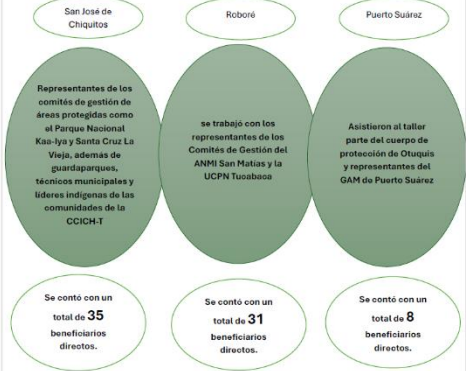 San José de
Chiquitos
Roboré
Puerto Suárez
Representantes de los
comités de gestión de
áreas protegidas como
el Parque Nacional
Kaa-Iya y Santa Cruz La
Vieja, además de
guardaparques,
técnicos municipales y
líderes indígenas de las
comunidades de la
CCICH-T
se trabajó con los
representantes de los
Comités de Gestión del
ANMI San Matías y la
UCPN Tucabaca
Asistieron al taller
parte del cuerpo de
protección de Otuquis
y representantes del
GAM de Puerto Suárez
Se contó con un
total de 35
beneficiarios
directos.
Se contó con un
total de 31
beneficiarios
directos.
Se contó con un
total de 8
beneficiarios
directos.